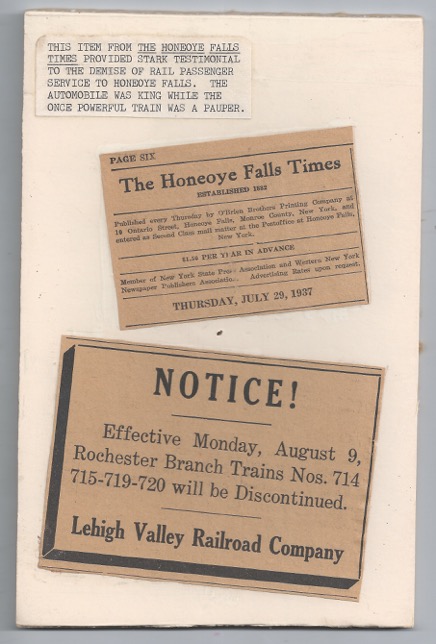 THIS ITEM FROM THE HONEOYE FALLS
TIMES PROVIDED STARK TESTIMONIAL
TO THE DEMISE OF RAIL PASSENGER
SERVICE TO HONEOYE FALLS. THE
AUTOMOBILE WAS KING WHILE THE
ONCE POWERFUL TRAIN WAS A PAUPER.
PAGE SIX
The Honeoye Falls Times
ESTABLISHED 1883
Published every Thursday by O'Brien Brothers' Printing Company at
10 Ontario Street, Honeoye Falls, Monroe County, New York, and
entered as Second Class mail matter at the Postoffice at Honeoye Falls,
New York.
PER YEAR IN ADVANCE
Member of New York State Association and Western New York
Newspaper Publishers Advertising Rates upon request.
THURSDAY, JULY 29, 1937
NOTICE!
Effective Monday, August 9,
Rochester Branch Trains Nos. 714
715-719-720 will be Discontinued.
Lehigh Valley Railroad Company